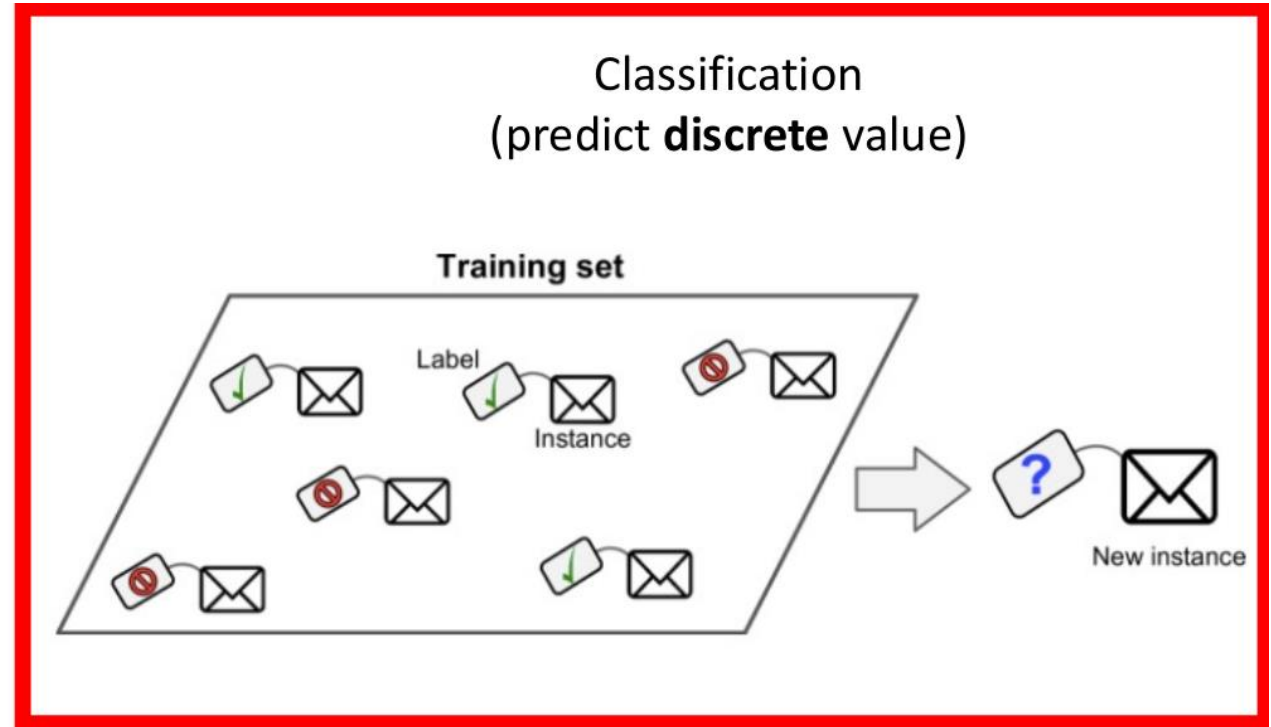 Classification
(predict discrete value)
Training set
Label
Instance
?
New instance